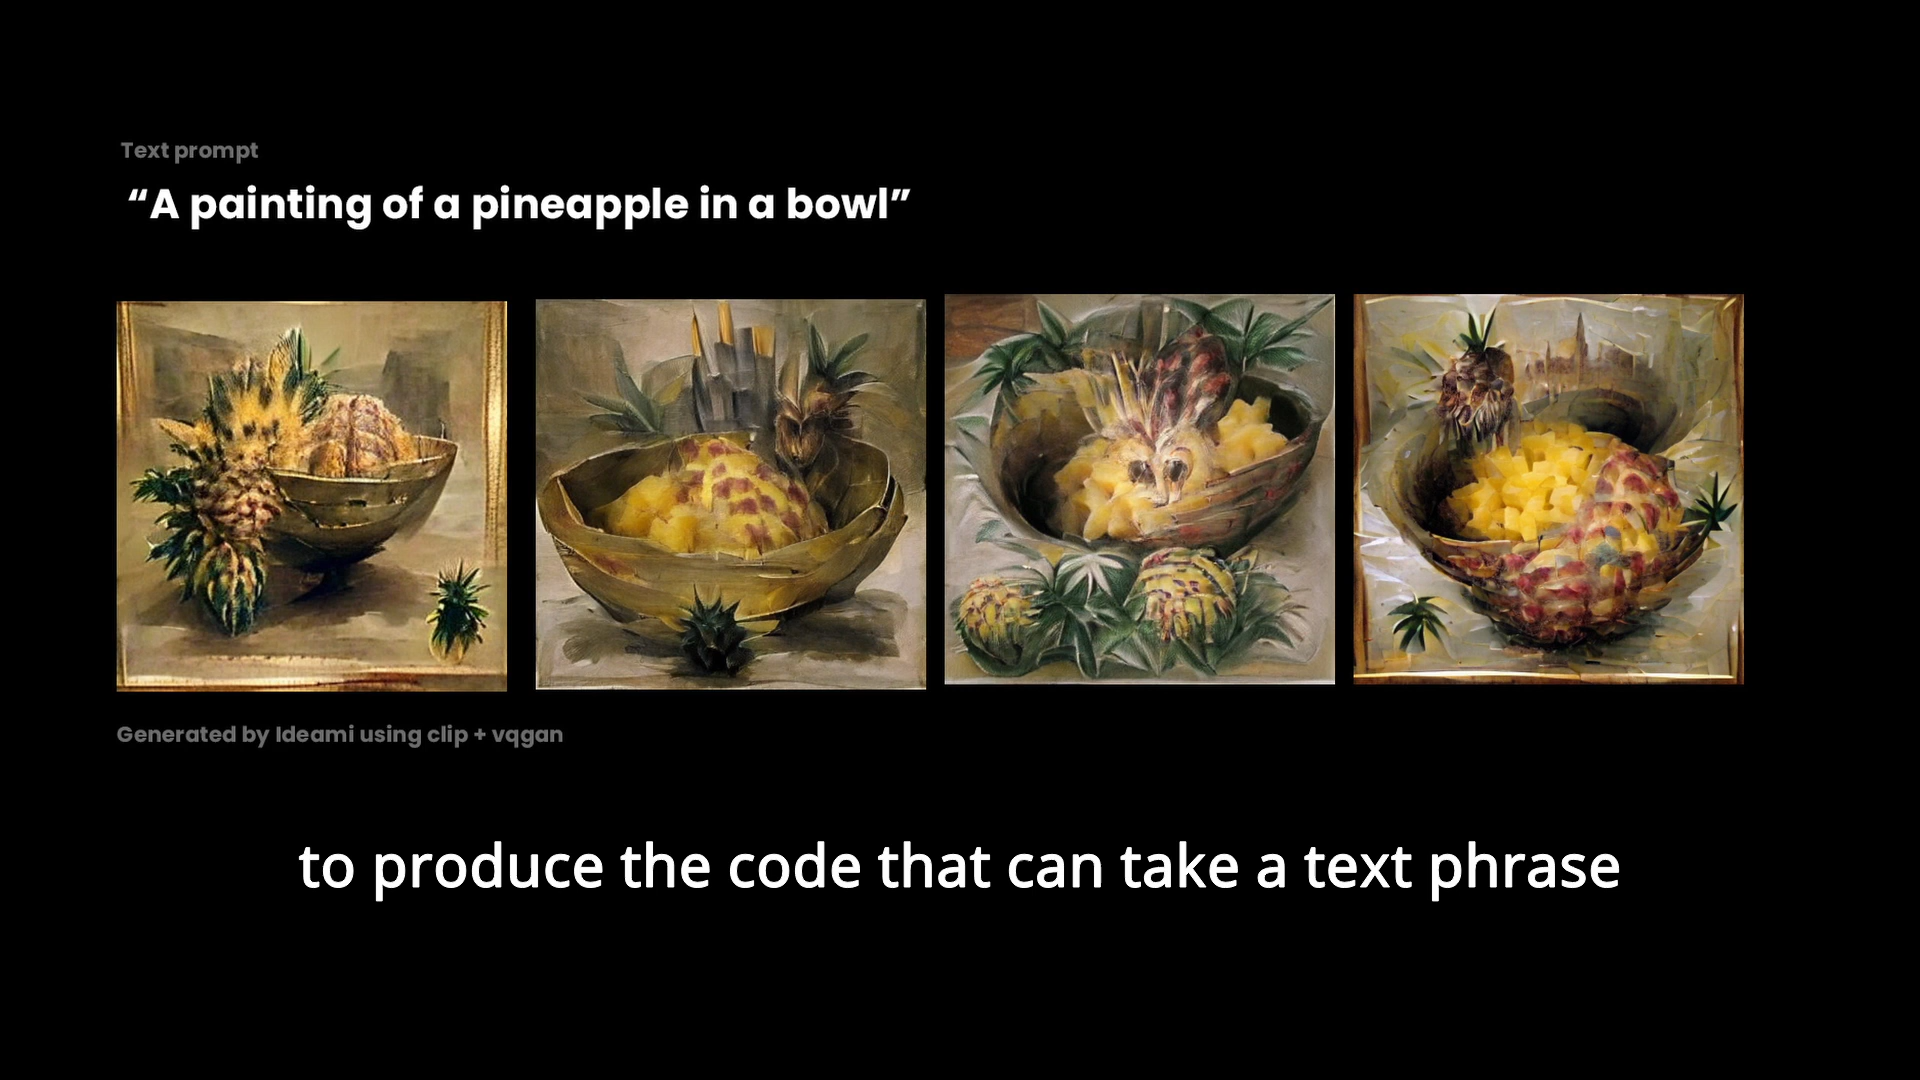 Text prompt
“A painting of a pineapple in a bowl”
Generated by Ideami using clip + vqgan
to produce the code that can take a text phrase